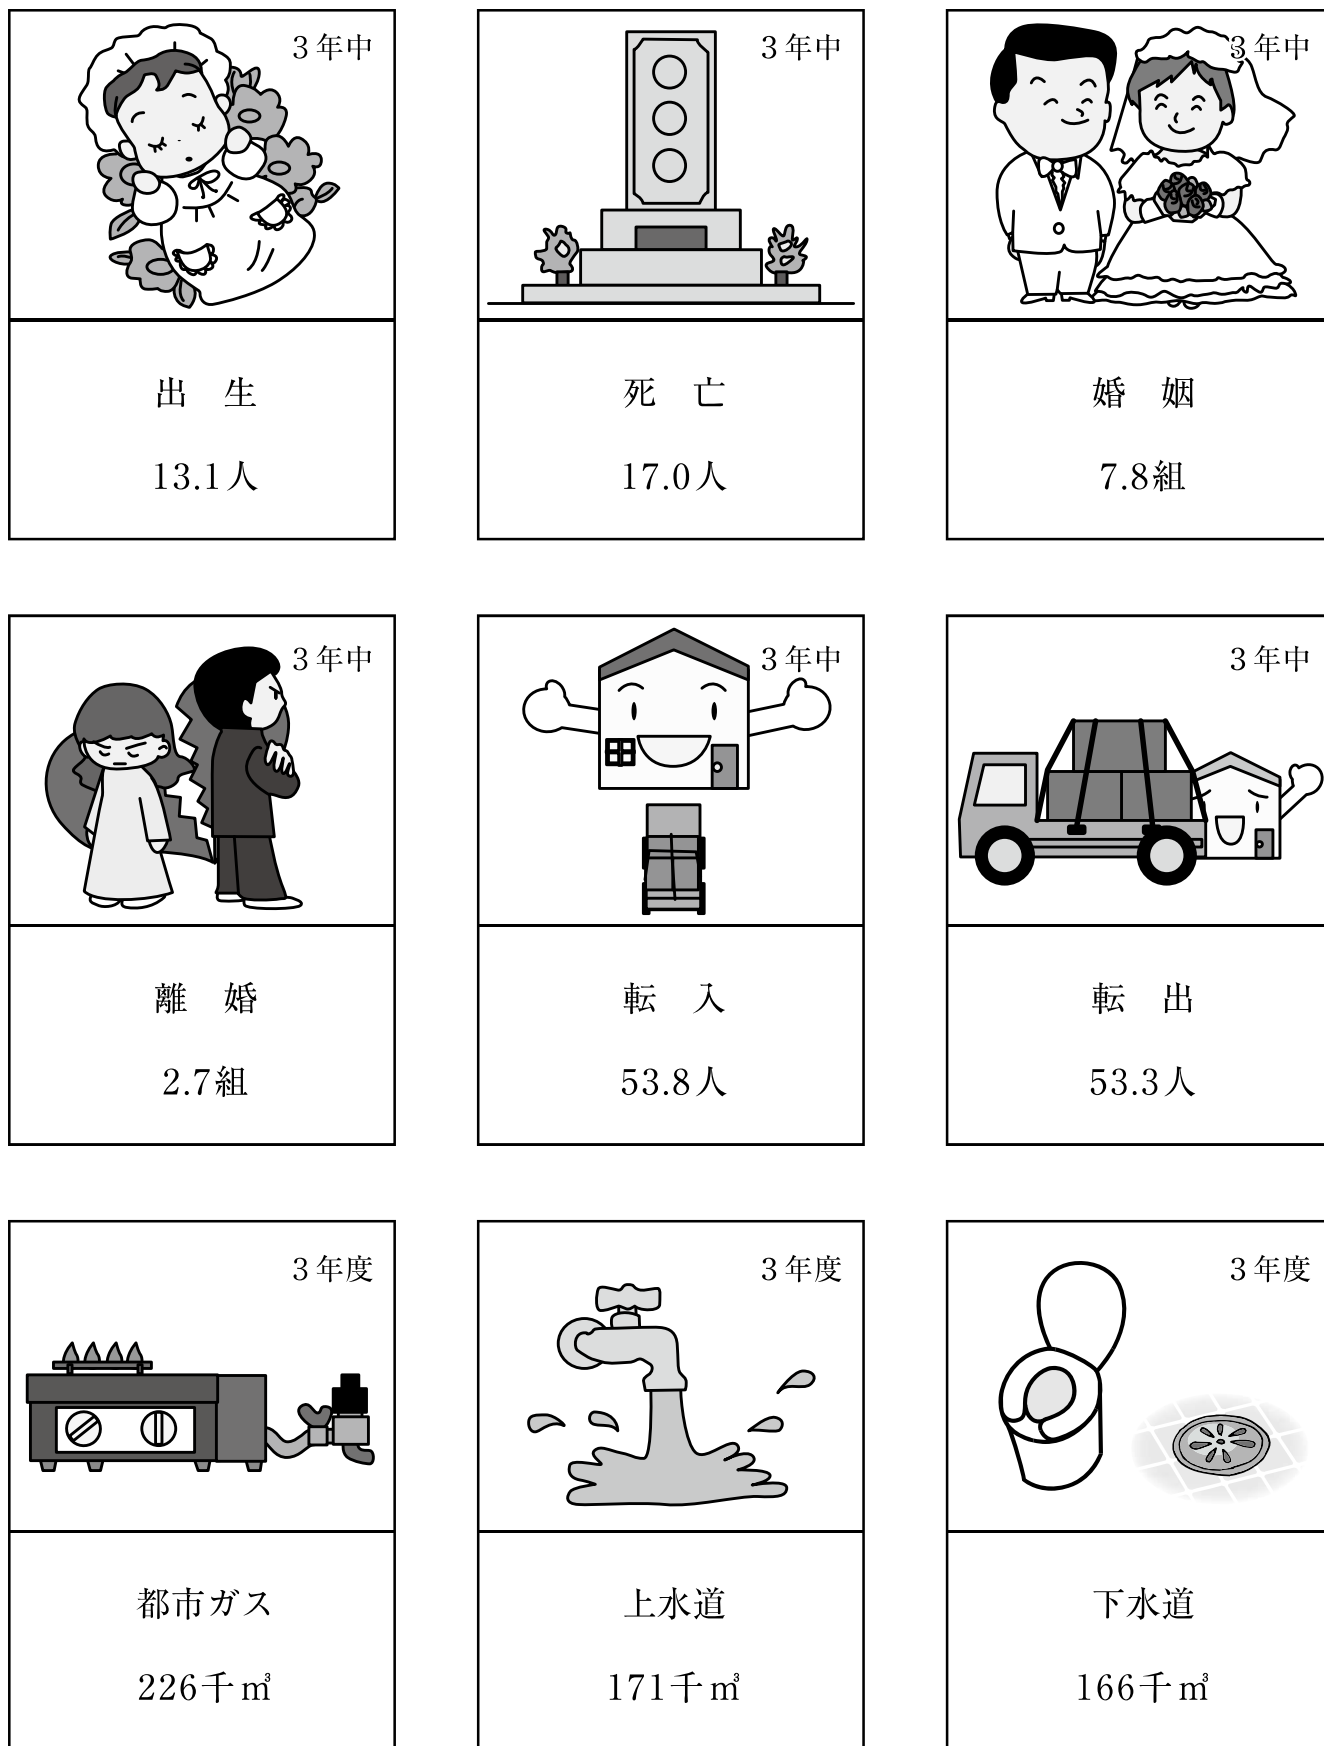 3年中
出 生
13.1人
3年中
死 亡
17.0人
3年中
婚 姻
7.8組
3年中
離 婚
2.7組
3年中
転 入
53.8人
3年中
転 出
53.3人
3年度
都市ガス
226千㎥
3年度
上水道
171千㎥
3年度
下水道
166千㎥